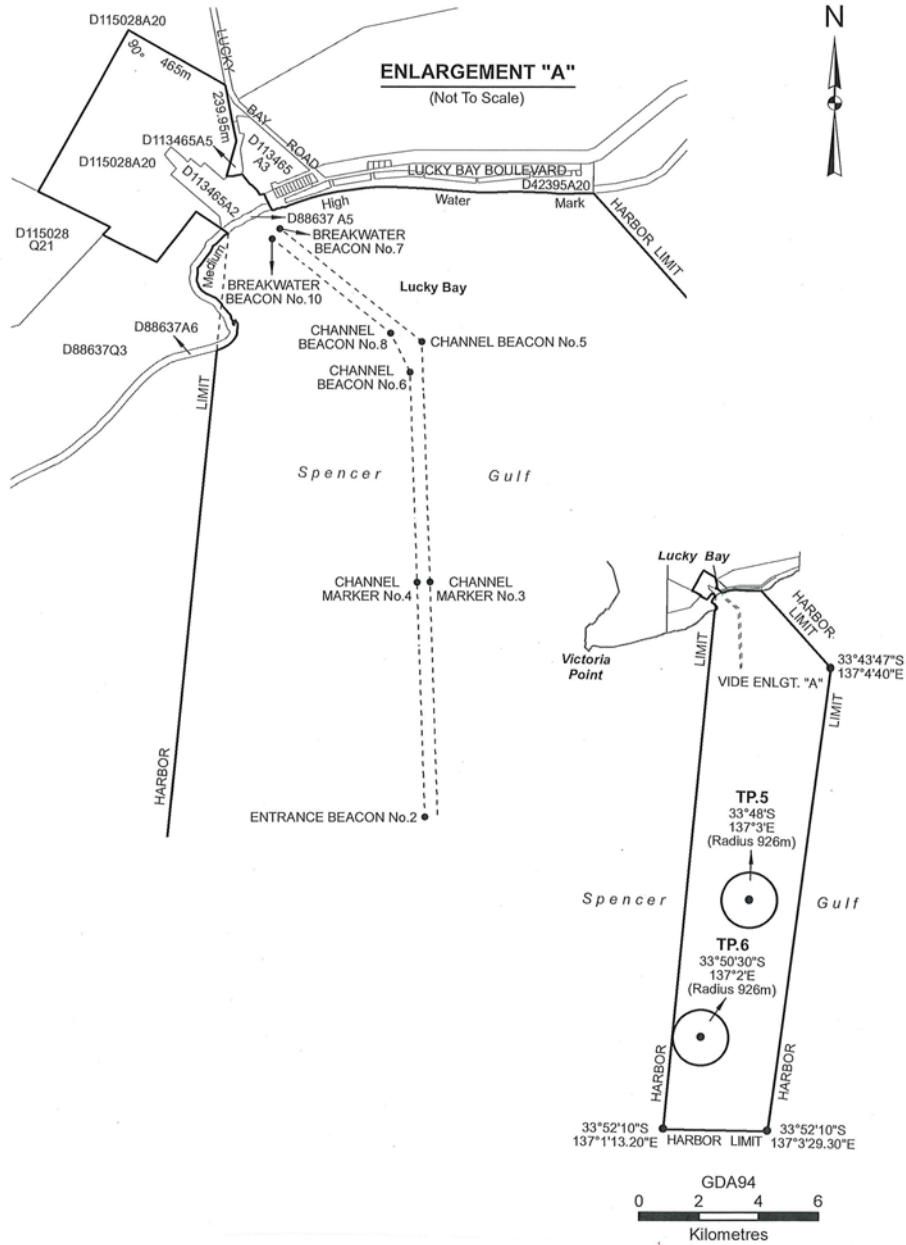 D115028A20
N
LUCKY
BAY
ROAD
90°
465m
239.95m
ENLARGEMENT "A"
(Not To Scale)
D113465A5
D113465
A3
D115028A20
D113465A2
LUCKY BAY BOULEVARD
D42395A20
High
Water
Mark
HARBOR LIMIT
D88637 A5
D115028
Q21
BREAKWATER
BEACON No.7
Medium
BREAKWATER
BEACON No.10
Lucky Bay
D88637A6
D88637Q3
CHANNEL
BEACON No.8
CHANNEL BEACON No.5
CHANNEL
BEACON No.6
LIMIT
Spencer
Gulf
CHANNEL
MARKER No.4
CHANNEL
MARKER No.3
HARBOR
ENTRANCE BEACON No.2
Lucky Bay
HARBOR
LIMIT
Victoria
Point
LIMIT
33°43'47"S
137°4'40"E
VIDE ENLGT. "A"
LIMIT
TP.5
33°48'S
137°3'E
(Radius 926m)
Spencer
Gulf
TP.6
33°50'30"S
137°2'E
(Radius 926m)
HARBOR
HARBOR
33°52'10"S
137°1'13.20"E
HARBOR LIMIT
33°52'10"S
137°3'29.30"E
GDA94
0 2 4 6
Kilometres